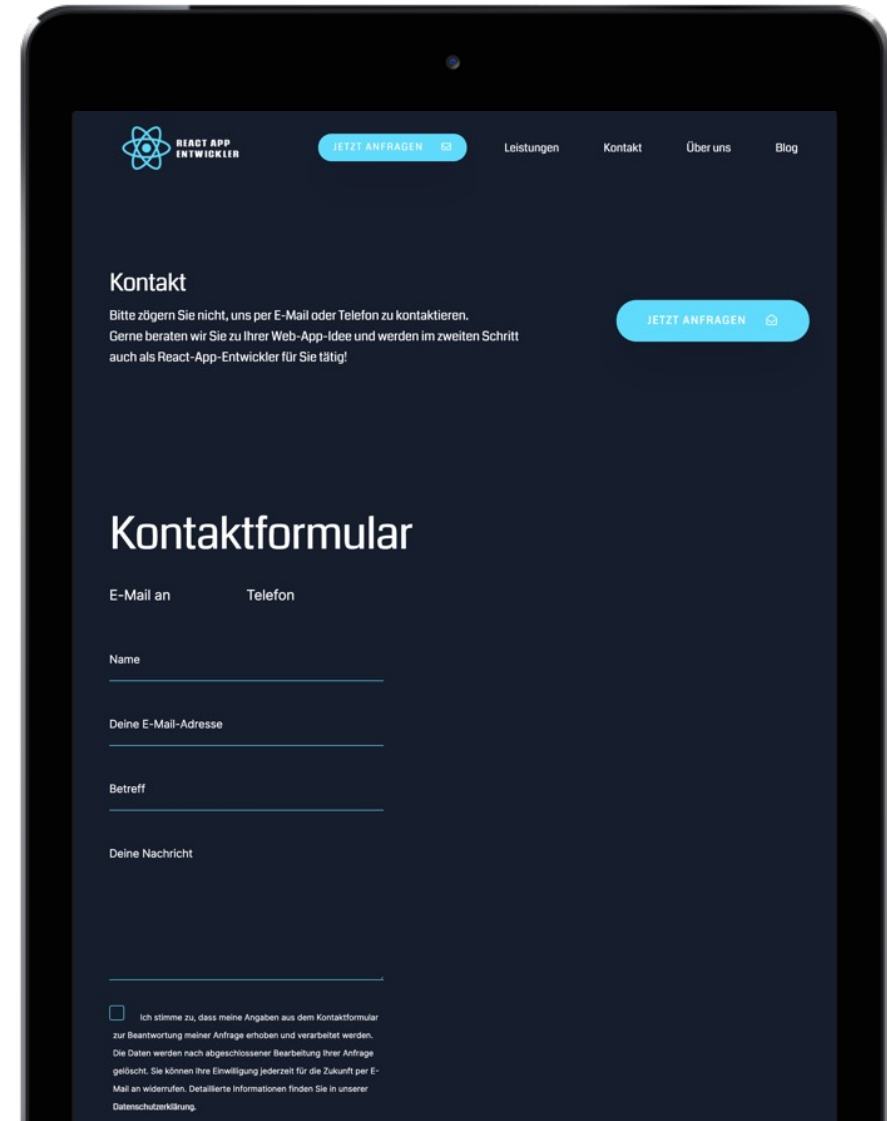 REACT APP
ENTWICKLER
JETZT ANFRAGEN
Leistungen
Kontakt
Über uns
Blog
Kontakt
Bitte zögern Sie nicht, uns per E-Mail oder Telefon zu kontaktieren.
Gerne beraten wir Sie zu Ihrer Web-App-Idee und werden im zweiten Schritt
auch als React-App-Entwickler für Sie tätig!
JETZT ANFRAGEN
Kontaktformular
E-Mail an
Telefon
Name
Deine E-Mail-Adresse
Betreff
Deine Nachricht
Ich stimme zu, dass meine Angaben aus dem Kontaktformular
zur Beantwortung meiner Anfrage erhoben und verarbeitet werden.
Die Daten werden nach abgeschlossener Bearbeitung Ihrer Anfrage
gelöscht. Sie können Ihre Einwilligung jederzeit für die Zukunft per E-
Mail an widerrufen. Detaillierte Informationen finden Sie in unserer
Datenschutzerklärung.